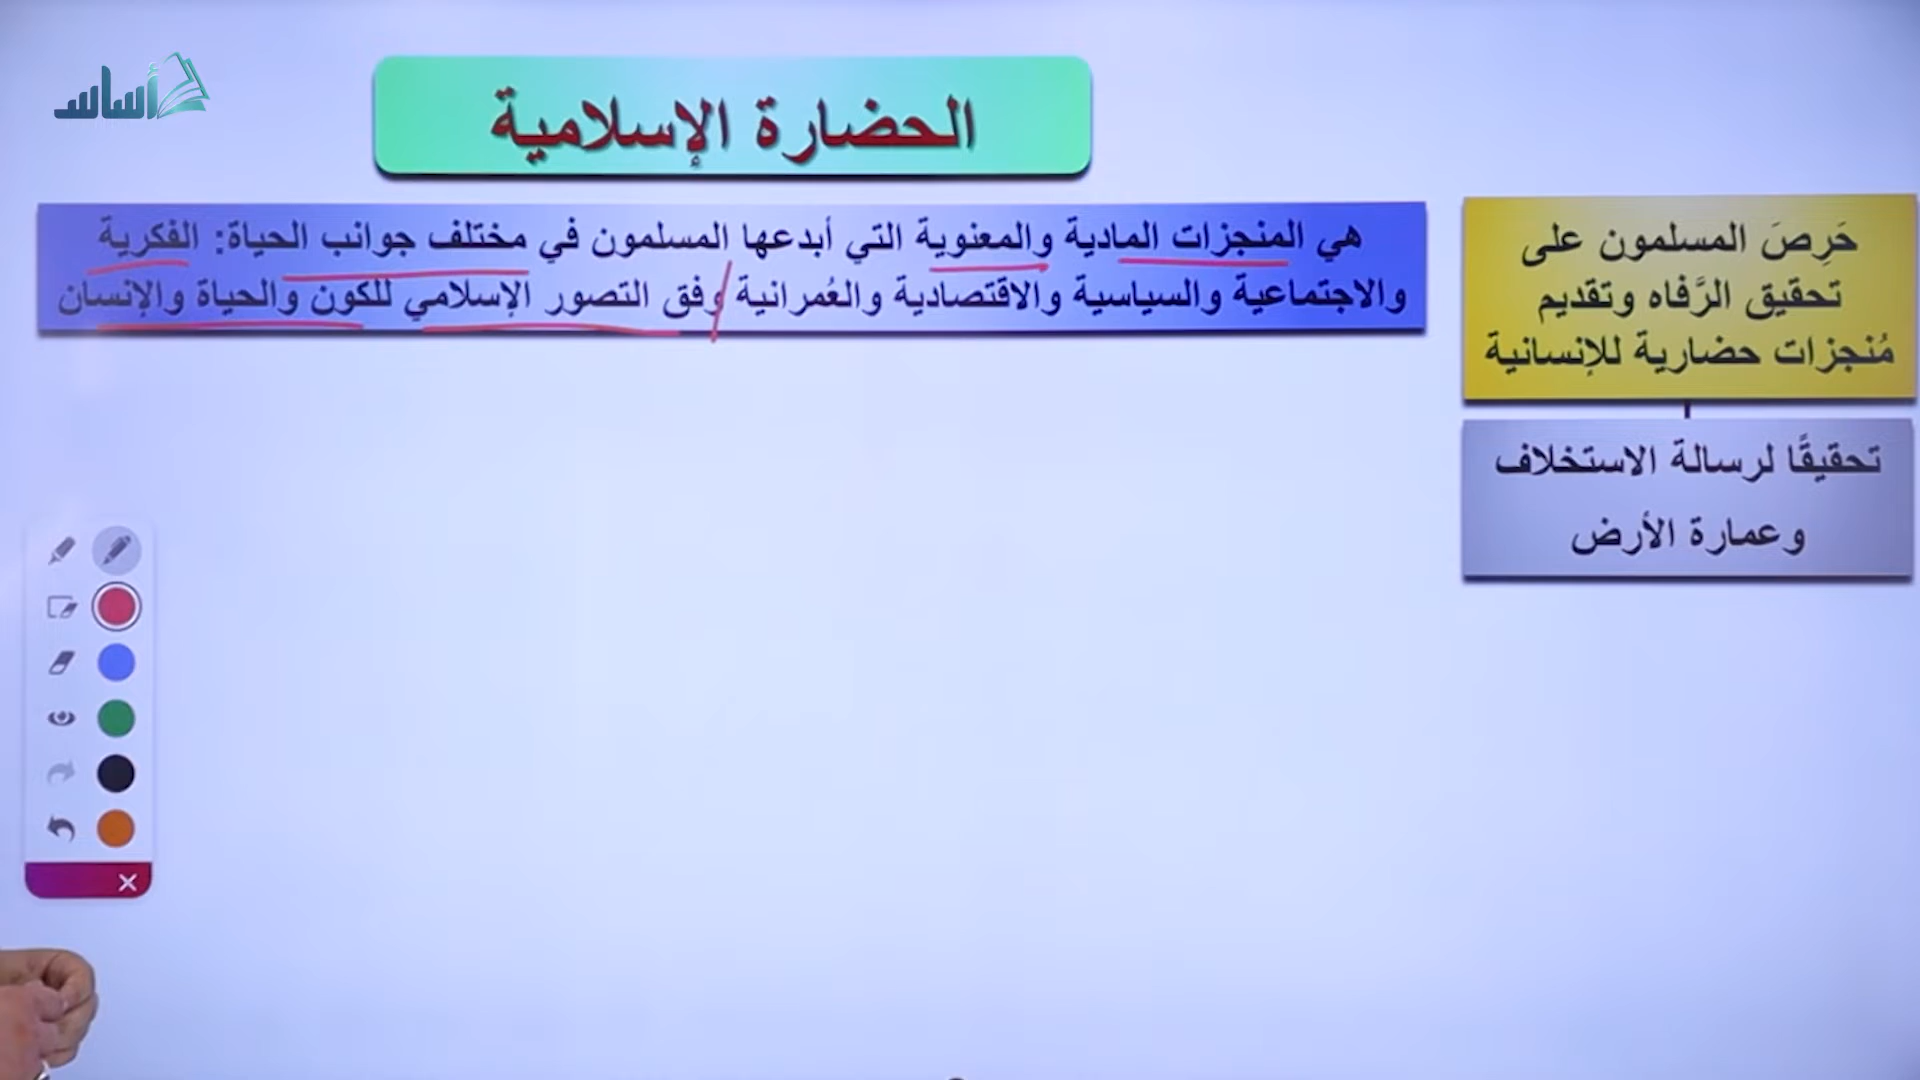 أساس
الحضارة الإسلامية
هي المنجزات المادية والمعنوية التي أبدعها المسلمون في مختلف جوانب الحياة: الفكرية
والاجتماعية والسياسية والاقتصادية والعُمرانية وفق التصور الإسلامي للكون والحياة والإنسان
حَرِصَ المسلمون على
تحقيق الرَّفاه وتقديم
مُنجزات حضارية للإنسانية
تحقيقًا لرسالة الاستخلاف
وعمارة الأرض